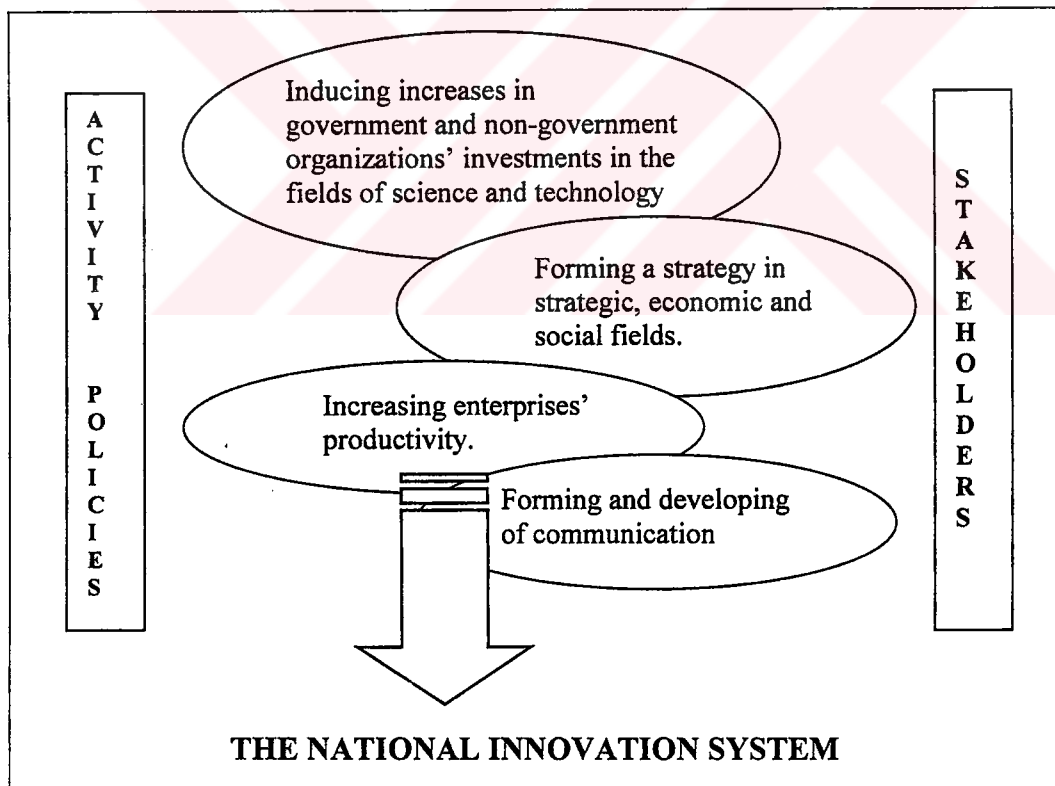 ACTIVITY POLICIES
Inducing increases in
government and non-government
organizations' investments in the
fields of science and technology
Forming a strategy in
strategic, economic and
social fields.
Increasing enterprises'
productivity.
Forming and developing
of communication
STAKEHOLDERS
THE NATIONAL INNOVATION SYSTEM